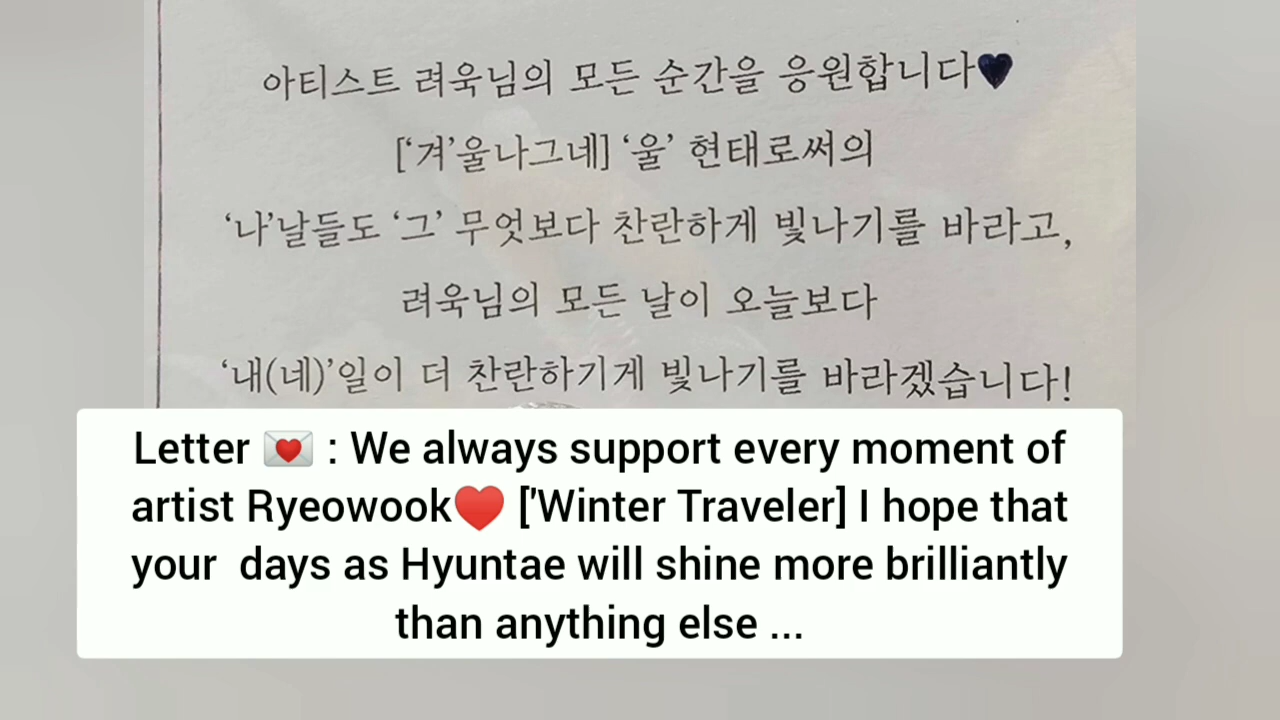 아티스트 려욱님의 모든 순간을 응원합니다♥
['겨'울나그네] '울' 현태로써의
'나'날들도 '그' 무엇보다 찬란하게 빛나기를 바라고,
려욱님의 모든 날이 오늘보다
'내(네)'일이 더 찬란하기게 빛나기를 바라겠습니다!
Letter 💌 : We always support every moment of
artist Ryeowook♥️ ['Winter Traveler] I hope that
your  days as Hyuntae will shine more brilliantly
than anything else ...